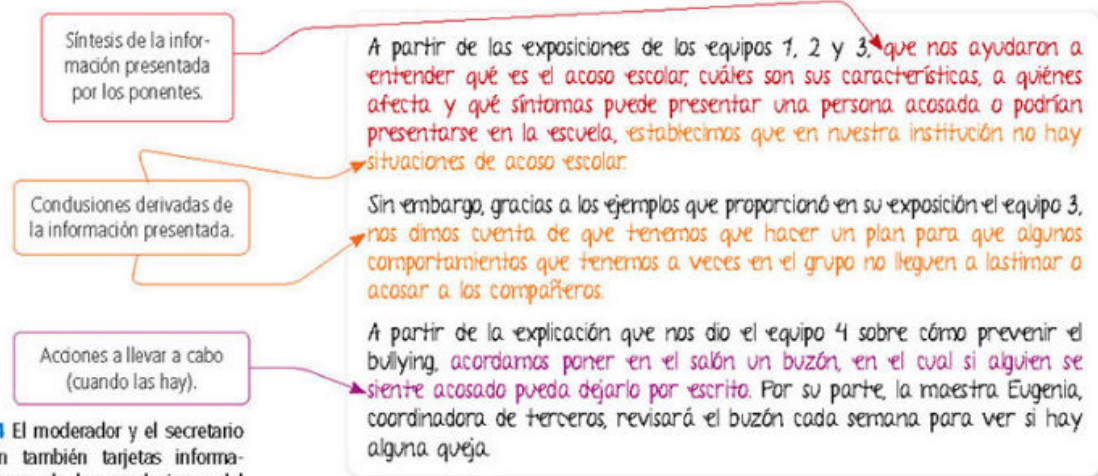 Síntesis de la infor-
mación presentada
por los ponentes.
A partir de las exposiciones de los equipos 1, 2 y 3, que nos ayudaron a
entender qué es el acoso escolar, cuáles son sus características, a quiénes
afecta y qué síntomas puede presentar una persona acosada o podrían
presentarse en la escuela, establecimos que en nuestra institución no hay
situaciones de acoso escolar.
Conclusiones derivadas de
la información presentada.
Sin embargo, gracias a los ejemplos que proporcionó en su exposición el equipo 3,
nos dimos cuenta de que tenemos que hacer un plan para que algunos
comportamientos que tenemos a veces en el grupo no lleguen a lastimar o
acosar a los compañeros.
Acciones a llevar a cabo
(cuando las hay).
A partir de la explicación que nos dio el equipo 4 sobre cómo prevenir el
bullying, acordamos poner en el salón un buzón, en el cual si alguien se
siente acosado pueda dejarlo por escrito. Por su parte, la maestra Eugenia,
coordinadora de terceros, revisará el buzón cada semana para ver si hay
alguna queja.
El moderador y el secretario
también tarjetas informa-